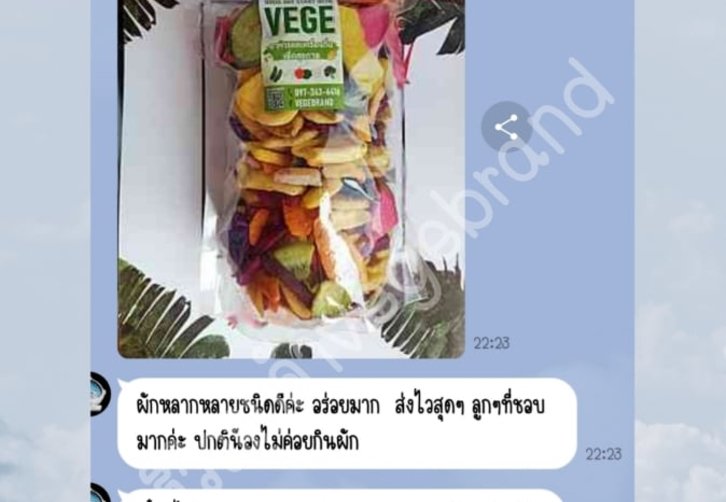 VEGE
097-343-6416
VEGEBRAND
22:23
ผักหลากหลายชนิดดีค่ะ อร่อยมาก ส่งไวสุดๆ ลูกๆที่ชอบ
มากค่ะ ปกติน้องไม่ค่อยกินผัก
22:23
vegebrand